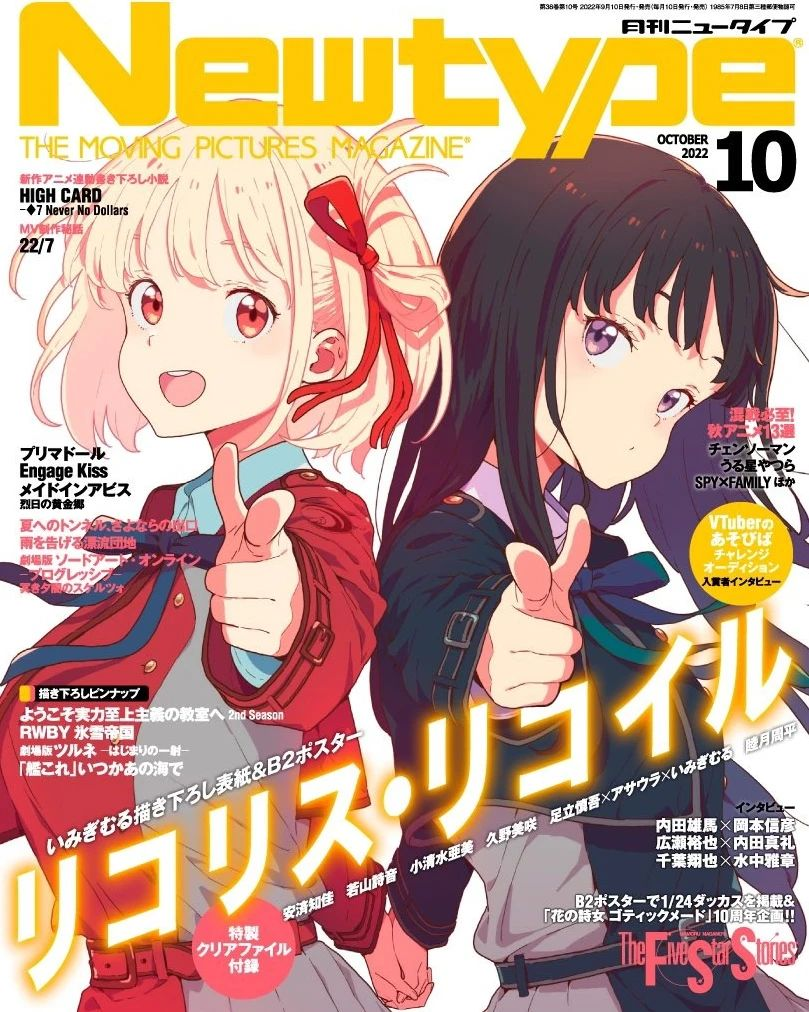 第38巻第10号 2022年9月10日発行・発売(毎月10日発行・発売) 1985年7月8日第三種郵便物認可
月刊ニュータイプ
Newtype®
THE MOVING PICTURES MAGAZINE®
OCTOBER
2022
10
新作アニメ連動書き下ろし小説
HIGH CARD
–♦7 Never No Dollars
MV制作秘話
22/7
プリマドール
Engage Kiss
メイドインアビス
烈日の黄金郷
夏へのトンネル、さよならの出口
雨を告げる漂流団地
劇場版 ソードアート・オンライン
–プログレッシブ–
冥き夕闇のスケルツォ
混戦必至!
秋アニメ13選
チェンソーマン
うる星やつら
SPY×FAMILY ほか
VTuberの
あそびば
チャレンジ
オーディション
入賞者インタビュー
描き下ろしピンナップ
ようこそ実力至上主義の教室へ 2nd Season
RWBY 氷雪帝国
劇場版 ツルネ ―はじまりの一射―
「艦これ」いつかあの海で
いみぎむる描き下ろし表紙&B2ポスター
リコリス・リコイル
安済知佳 若山詩音 小清水亜美 久野美咲 足立慎吾×アサウラ×いみぎむる 睦月周平
特製
クリアファイル
付録
インタビュー
内田雄馬×岡本信彦
広瀬裕也×内田真礼
千葉翔也×水中雅章
B2ポスターで1/24ダッカスを掲載&
「花の詩女 ゴティックメード」10周年企画!!
MAMORU NAGANO'S
The Five Star Stories